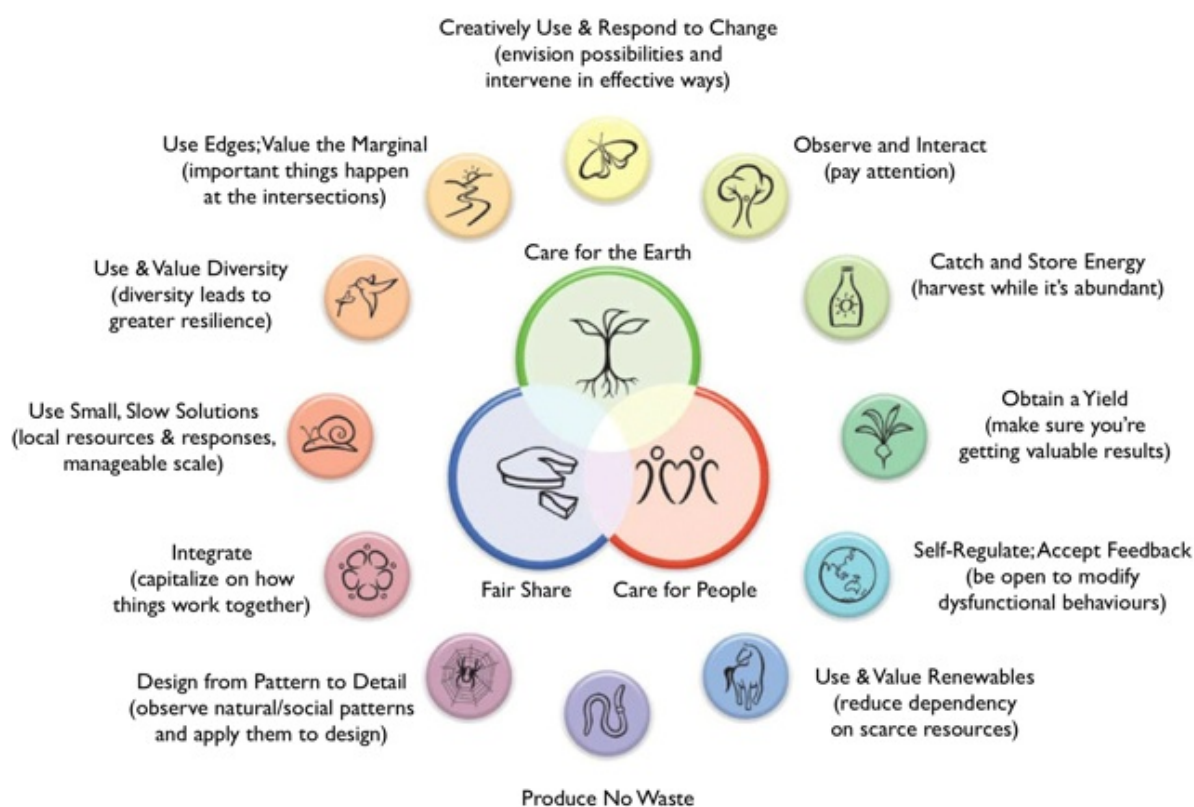 Creatively Use & Respond to Change
(envision possibilities and
intervene in effective ways)
Observe and Interact
(pay attention)
Catch and Store Energy
(harvest while it's abundant)
Obtain a Yield
(make sure you're
getting valuable results)
Self-Regulate; Accept Feedback
(be open to modify
dysfunctional behaviours)
Use & Value Renewables
(reduce dependency
on scarce resources)
Produce No Waste
Design from Pattern to Detail
(observe natural/social patterns
and apply them to design)
Integrate
(capitalize on how
things work together)
Use Small, Slow Solutions
(local resources & responses,
manageable scale)
Use & Value Diversity
(diversity leads to
greater resilience)
Use Edges; Value the Marginal
(important things happen
at the intersections)
Care for the Earth
Fair Share
Care for People